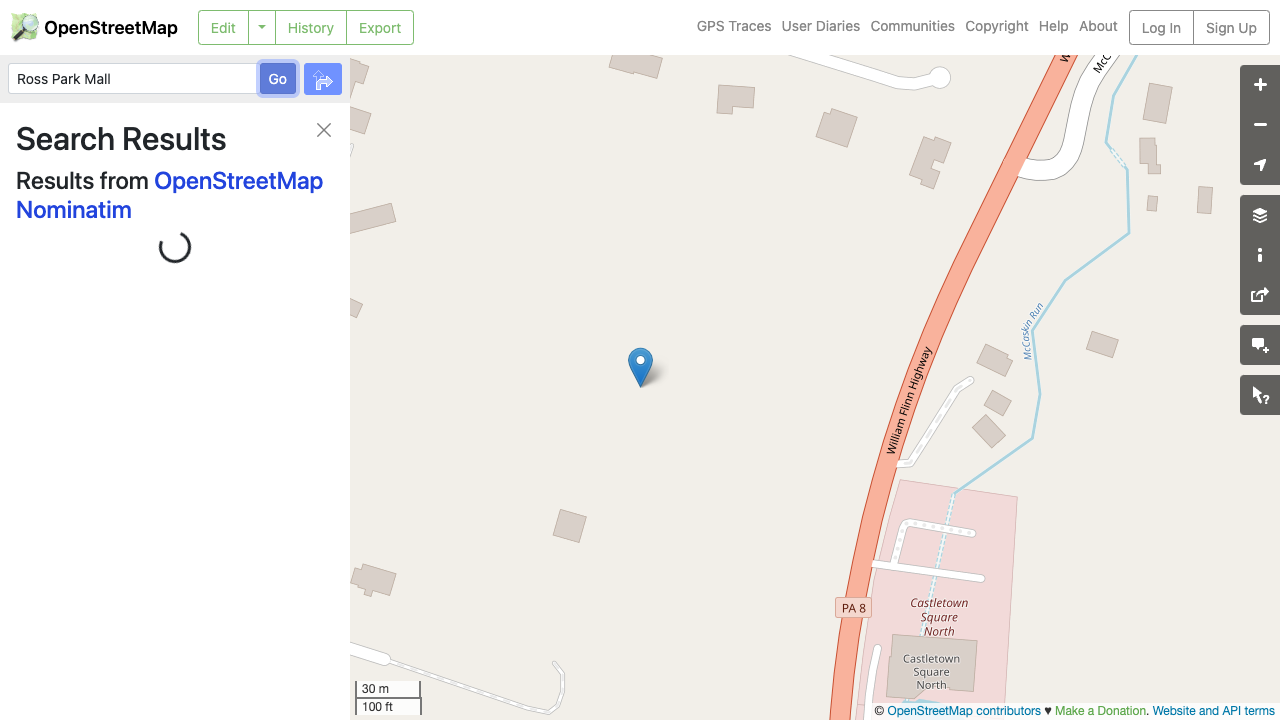 OpenStreetMap
Edit
History
Export
GPS Traces
User Diaries
Communities
Copyright
Help
About
Log In
Sign Up
Ross Park Mall
Go
Search Results
Results from OpenStreetMap
Nominatim
McCaskin Run
William Flinn Highway
PA 8
Castletown
Square
North
Castletown
Square
North
30 m
100 ft
© OpenStreetMap contributors ♥ Make a Donation. Website and API terms